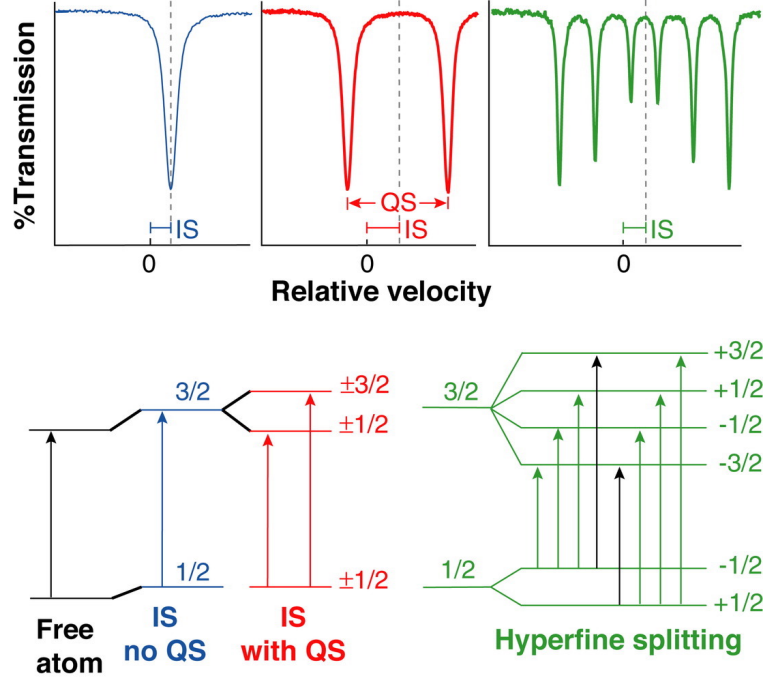 %Transmission
QS
IS
IS
IS
0
0
0
Relative velocity
3/2
±3/2
±1/2
1/2
±1/2
Free
atom
IS
no QS
IS
with QS
3/2
+3/2
+1/2
-1/2
-3/2
1/2
-1/2
+1/2
Hyperfine splitting